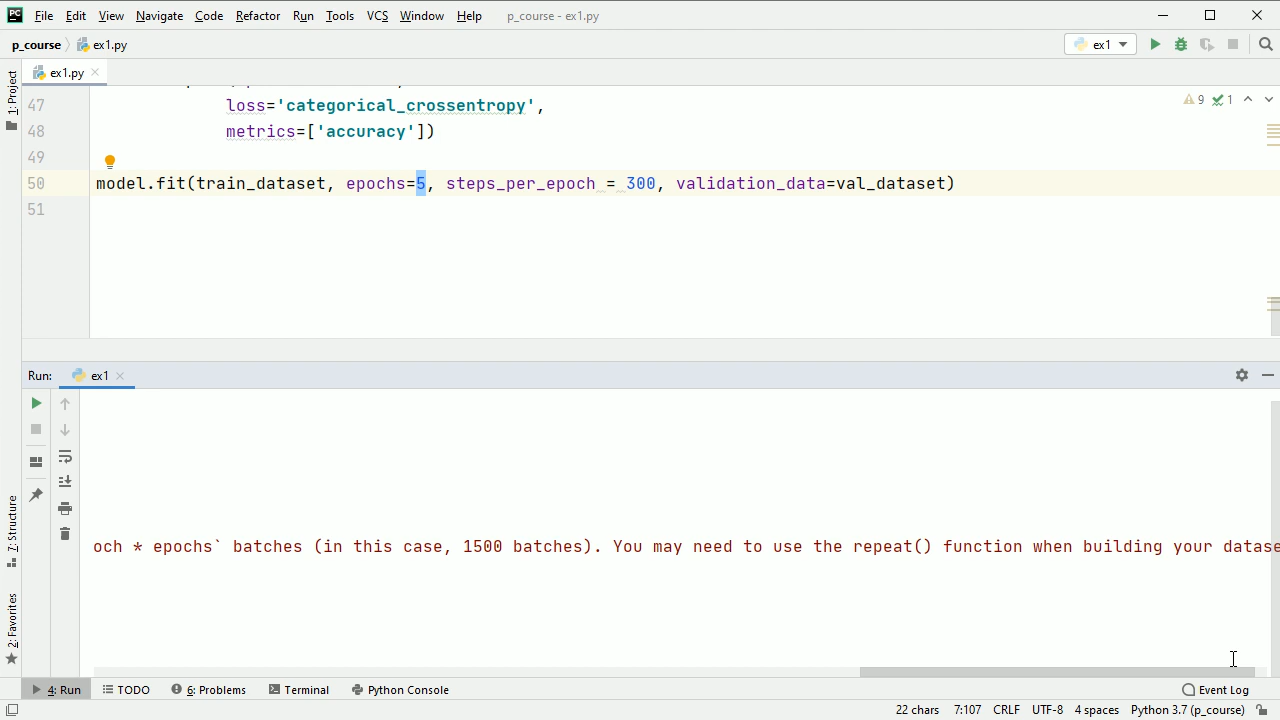 PC File Edit View Navigate Code Refactor Run Tools VCS Window Help p_course - ex1.py
p_course ex1.py ex1
1: Project ex1.py
47 loss='categorical_crossentropy', 9 1
48 metrics=['accuracy'])
49
50 model.fit(train_dataset, epochs=5, steps_per_epoch = 300, validation_data=val_dataset)
51
Run: ex1
och * epochs` batches (in this case, 1500 batches). You may need to use the repeat() function when building your datase
7: Structure
2: Favorites
4: Run TODO 6: Problems Terminal Python Console Event Log
22 chars 7:107 CRLF UTF-8 4 spaces Python 3.7 (p_course)